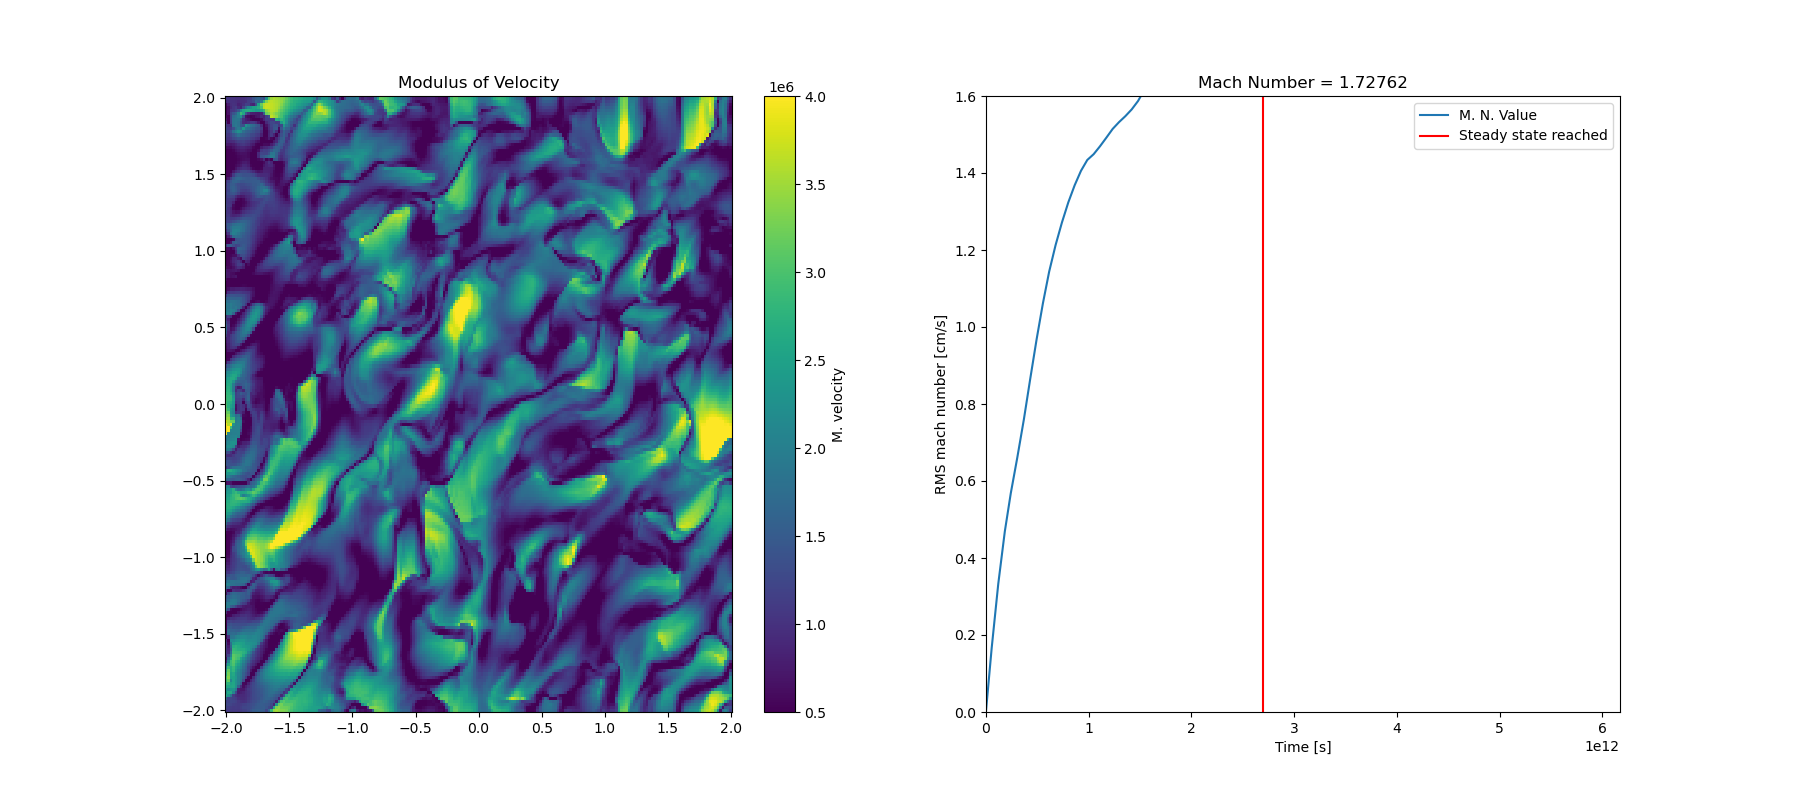 Modulus of Velocity
2.0
1.5
1.0
0.5
0.0
−0.5
−1.0
−1.5
−2.0
−2.0 −1.5 −1.0 −0.5 0.0 0.5 1.0 1.5 2.0
1e6
4.0
3.5
3.0
2.5
2.0
1.5
1.0
0.5
M. velocity
Mach Number = 1.72762
RMS mach number [cm/s]
1.6
1.4
1.2
1.0
0.8
0.6
0.4
0.2
0.0
M. N. Value
Steady state reached
0 1 2 3 4 5 6
Time [s]
1e12